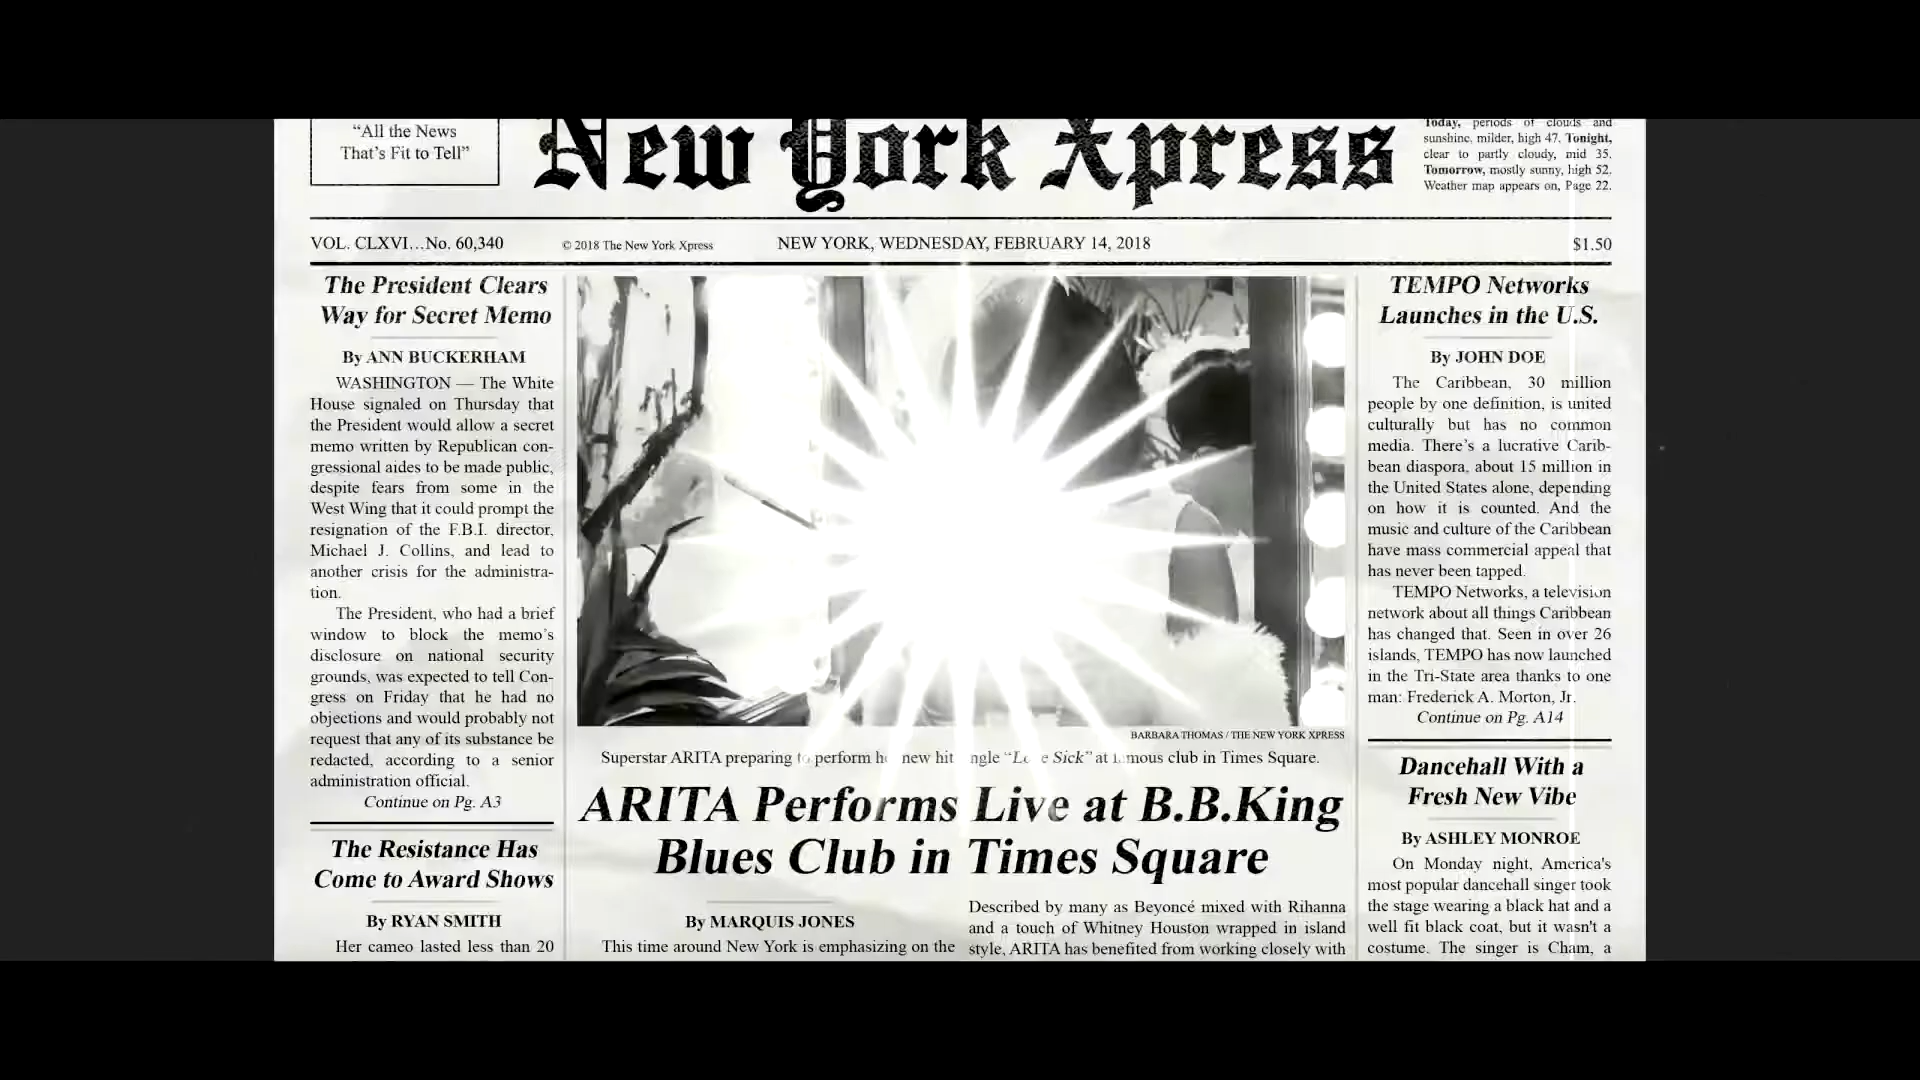 “All the News
That’s Fit to Tell”
New York Xpress
Today, periods of clouds and
sunshine, milder, high 47. Tonight,
clear to partly cloudy, mid 35.
Tomorrow, mostly sunny, high 52.
Weather map appears on, Page 22.
VOL. CLXVI...No. 60,340
© 2018 The New York Xpress
NEW YORK, WEDNESDAY, FEBRUARY 14, 2018
$1.50
The President Clears
Way for Secret Memo
By ANN BUCKERHAM
WASHINGTON — The White
House signaled on Thursday that
the President would allow a secret
memo written by Republican con-
gressional aides to be made public,
despite fears from some in the
West Wing that it could prompt the
resignation of the F.B.I. director,
Michael J. Collins, and lead to
another crisis for the administra-
tion.
The President, who had a brief
window to block the memo’s
disclosure on national security
grounds, was expected to tell Con-
gress on Friday that he had no
objections and would probably not
request that any of its substance be
redacted, according to a senior
administration official.
Continue on Pg. A3
The Resistance Has
Come to Award Shows
By RYAN SMITH
Her cameo lasted less than 20
BARBARA THOMAS / THE NEW YORK XPRESS
Superstar ARITA preparing perform new hit “ Sick” at club in Times Square.
ARITA Performs Live at B.B.King
Blues Club in Times Square
By MARQUIS JONES
This time around New York is emphasizing on the
Described by many as Beyoncé mixed with Rihanna
and a touch of Whitney Houston wrapped in island
style, ARITA has benefited from working closely with
TEMPO Networks
Launches in the U.S.
By JOHN DOE
The Caribbean, 30 million
people by one definition, is united
culturally but has no common
media. There’s a lucrative Carib-
bean diaspora, about 15 million in
the United States alone, depending
on how it is counted. And the
music and culture of the Caribbean
have mass commercial appeal that
has never been tapped.
TEMPO Networks, a television
network about all things Caribbean
has changed that. Seen in over 26
islands, TEMPO has now launched
in the Tri-State area thanks to one
man: Frederick A. Morton, Jr.
Continue on Pg. A14
Dancehall With a
Fresh New Vibe
By ASHLEY MONROE
On Monday night, America's
most popular dancehall singer took
the stage wearing a black hat and a
well fit black coat, but it wasn't a
costume. The singer is Cham, a